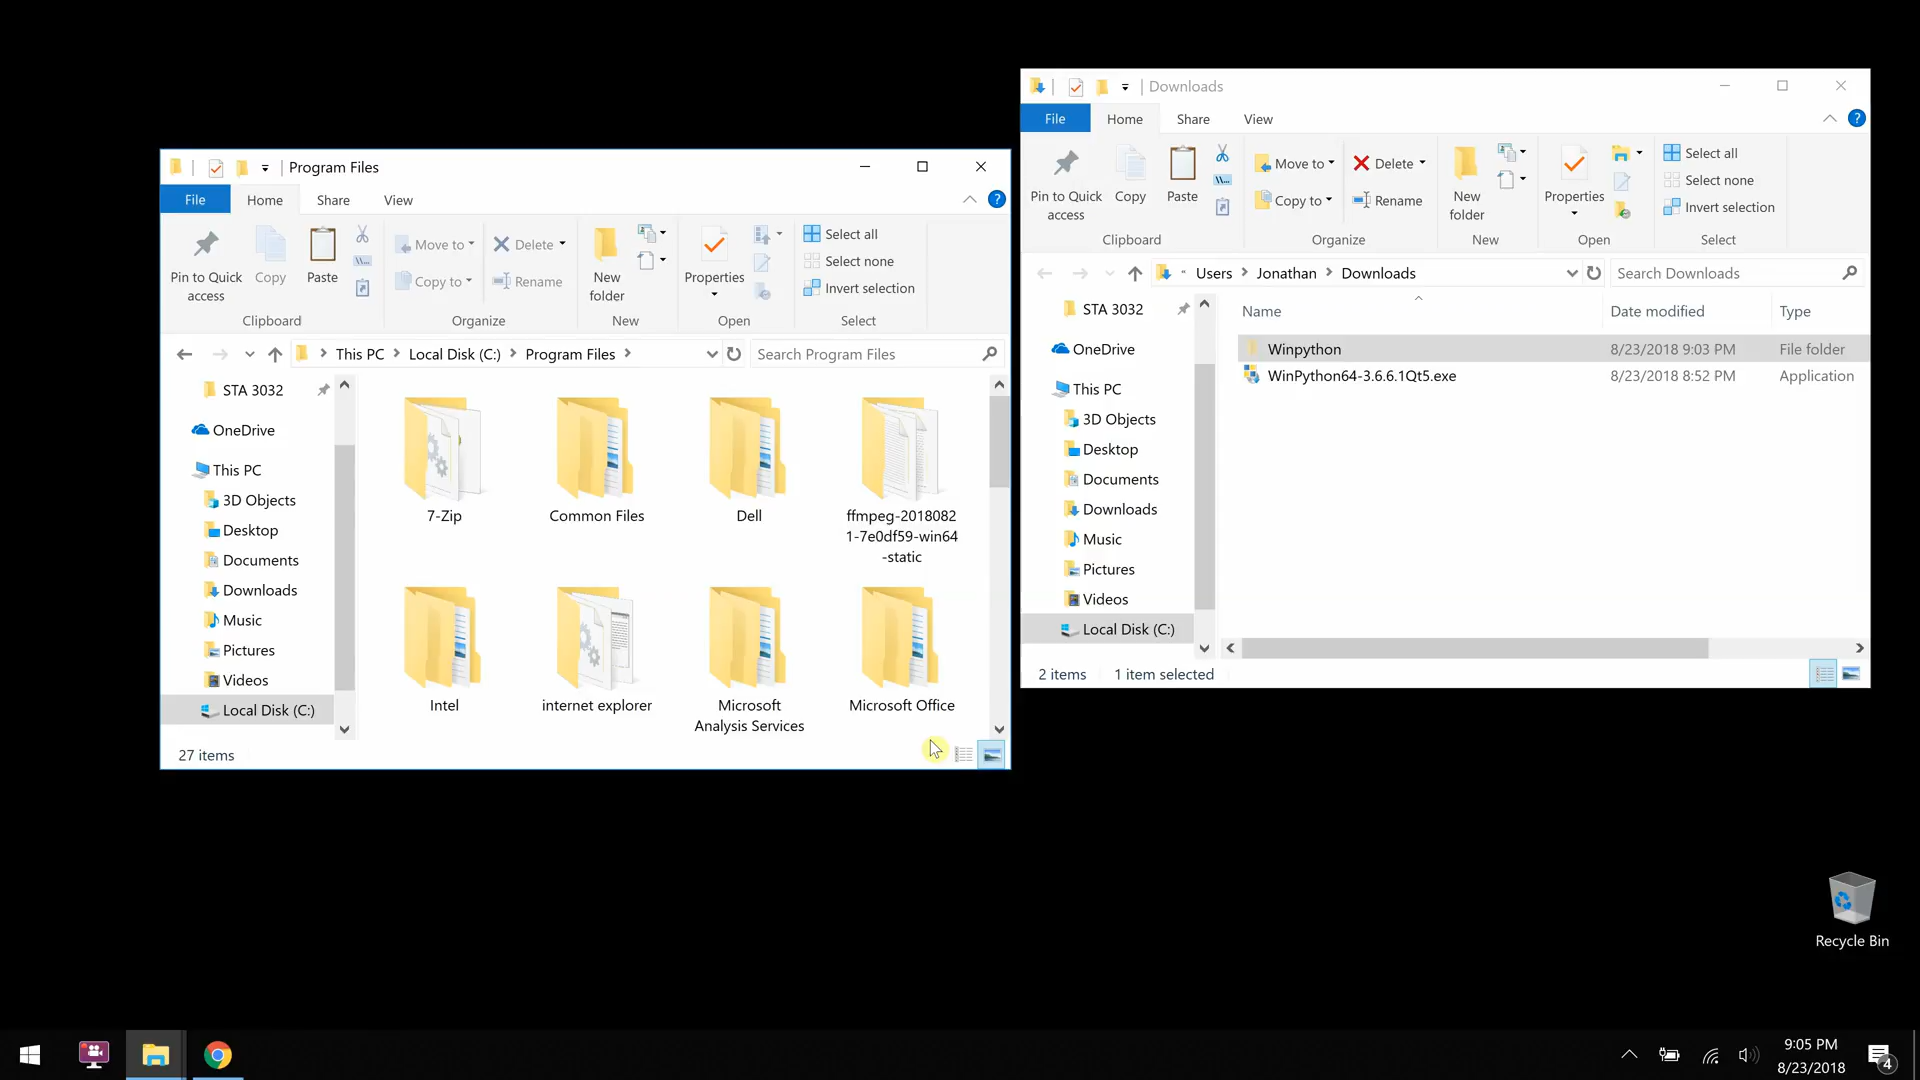 Downloads
File
Home
Share
View
Pin to Quick
access
Copy
Paste
Move to
Copy to
Delete
Rename
New
folder
Properties
Select all
Select none
Invert selection
Clipboard
Organize
New
Open
Select
Users
Jonathan
Downloads
Search Downloads
STA 3032
OneDrive
This PC
3D Objects
Desktop
Documents
Downloads
Music
Pictures
Videos
Local Disk (C:)
Name
Date modified
Type
Winpython
8/23/2018 9:03 PM
File folder
WinPython64-3.6.6.1Qt5.exe
8/23/2018 8:52 PM
Application
2 items
1 item selected
Program Files
File
Home
Share
View
Pin to Quick
access
Copy
Paste
Move to
Copy to
Delete
Rename
New
folder
Properties
Select all
Select none
Invert selection
Clipboard
Organize
New
Open
Select
This PC
Local Disk (C:)
Program Files
Search Program Files
STA 3032
OneDrive
This PC
3D Objects
Desktop
Documents
Downloads
Music
Pictures
Videos
Local Disk (C:)
7-Zip
Common Files
Dell
ffmpeg-2018082
1-7e0df59-win64
-static
Intel
internet explorer
Microsoft
Analysis Services
Microsoft Office
27 items
Recycle Bin
9:05 PM
8/23/2018
4